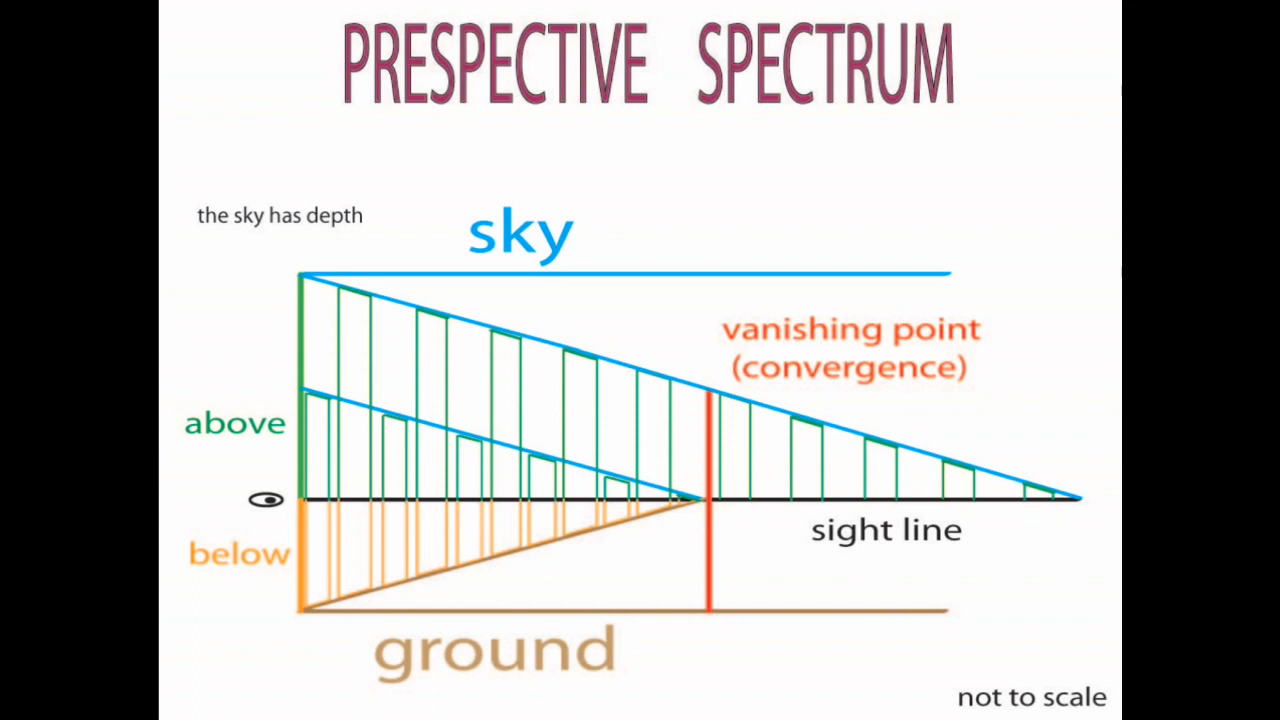 PRESPECTIVE SPECTRUM
the sky has depth
sky
vanishing point
(convergence)
above
sight line
below
ground
not to scale